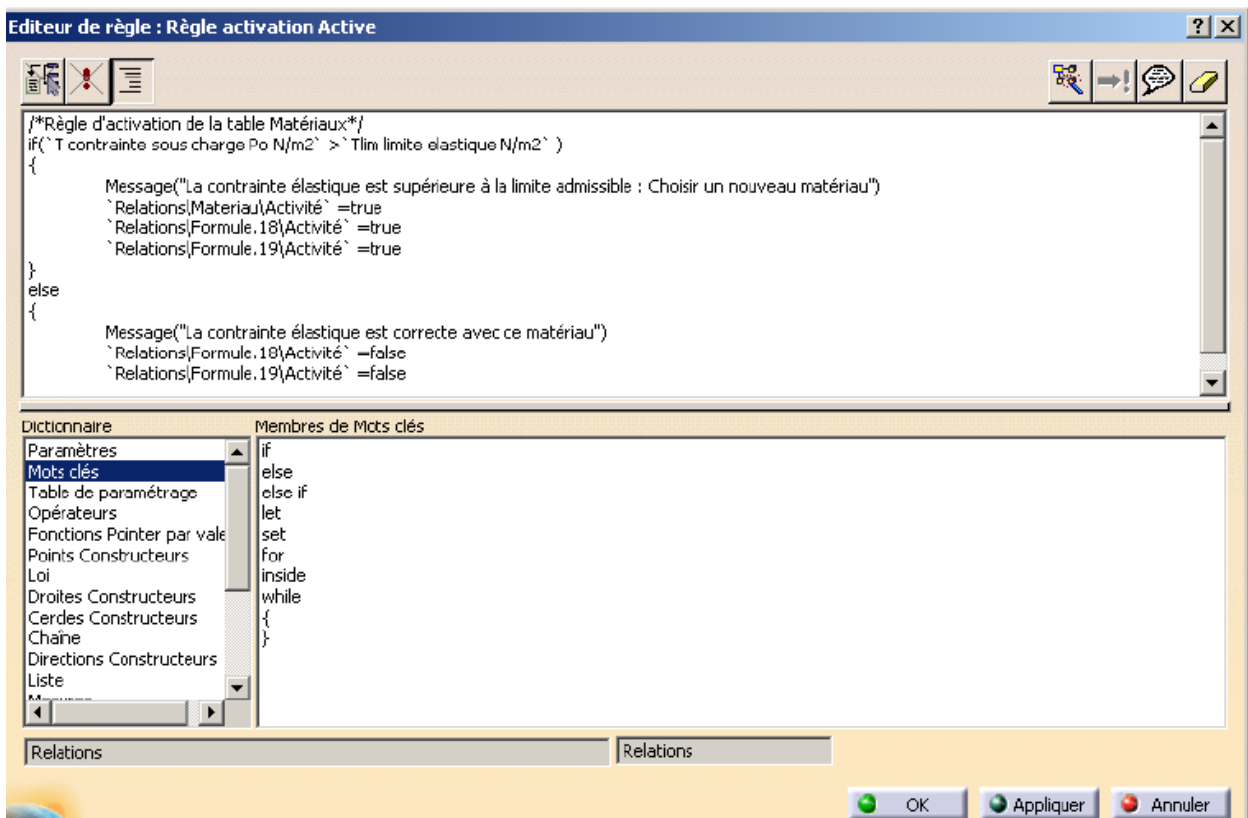 Editeur de règle : Règle activation Active
/*Règle d'activation de la table Matériaux*/
if(`T contrainte sous charge Po N/m2` >`Tlim limite elastique N/m2` )
{
Message("La contrainte élastique est supérieure à la limite admissible : Choisir un nouveau matériau")
`Relations\Materiau\Activité` =true
`Relations\Formule.18\Activité` =true
`Relations\Formule.19\Activité` =true
}
else
{
Message("La contrainte élastique est correcte avec ce matériau")
`Relations\Formule.18\Activité` =false
`Relations\Formule.19\Activité` =false
Dictionnaire
Paramètres
Mots clés
Table de paramétrage
Opérateurs
Fonctions Pointer par vale
Points Constructeurs
Loi
Droites Constructeurs
Cercles Constructeurs
Chaîne
Directions Constructeurs
Liste
Membres de Mots clés
if
else
else if
let
set
for
inside
while
{
}
Relations
Relations
OK
Appliquer
Annuler